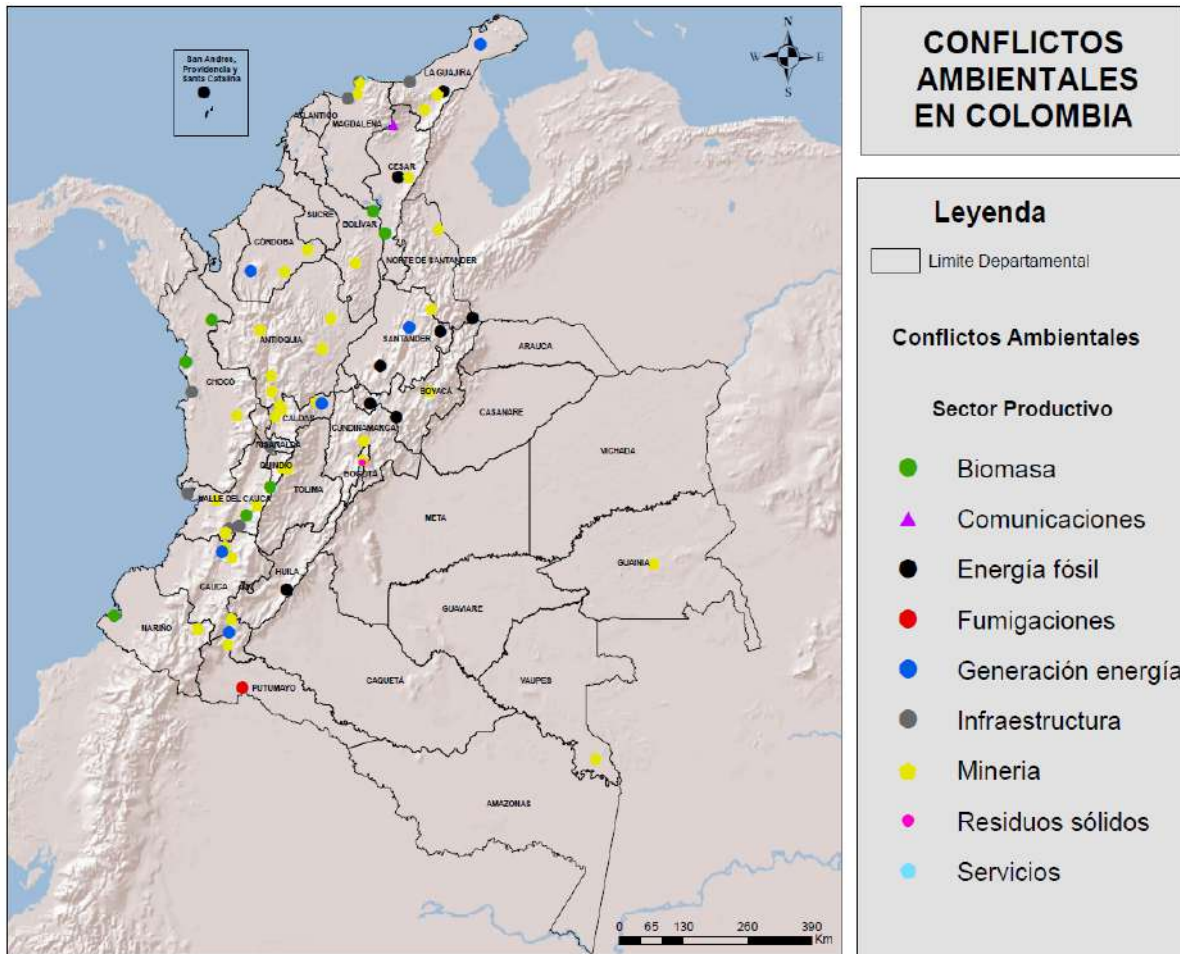 CONFLICTOS
AMBIENTALES
EN COLOMBIA
N
W
E
S
San Andres,
Providencia y
Santa Catalina
LA GUAJIRA
ATLANTICO
MAGDALENA
CESAR
SUCRE
BOLÍVAR
CÓRDOBA
NORTE DE SANTANDER
ANTIOQUIA
SANTANDER
ARAUCA
CHOCÓ
BOYACÁ
CASANARE
CALDAS
CUNDINAMARCA
RISARALDA
VICHADA
QUINDIO
BOGOTÁ
VALLE DEL CAUCA
TOLIMA
META
HUILA
GUAINIA
CAUCA
GUAVIARE
NARIÑO
CAQUETÁ
VAUPES
PUTUMAYO
AMAZONAS
0 65 130 260 390
Km
Leyenda
Limite Departamental
Conflictos Ambientales
Sector Productivo
Biomasa
Comunicaciones
Energía fósil
Fumigaciones
Generación energía
Infraestructura
Mineria
Residuos sólidos
Servicios